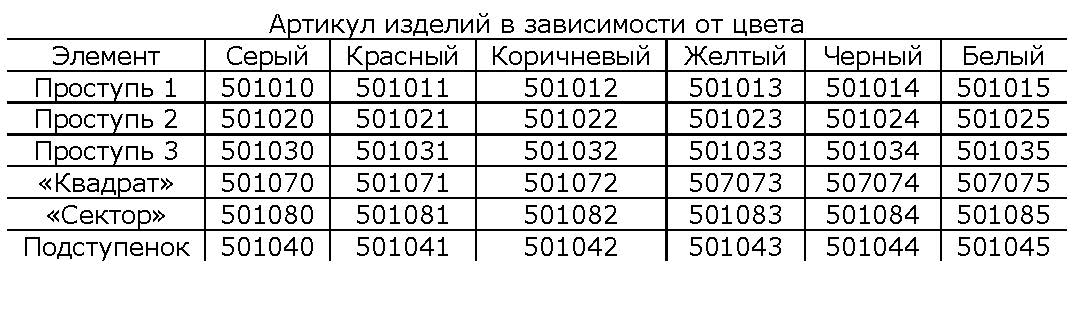 Артикул изделий в зависимости от цвета
Элемент Серый Красный Коричневый Желтый Черный Белый
Проступь 1 501010 501011 501012 501013 501014 501015
Проступь 2 501020 501021 501022 501023 501024 501025
Проступь 3 501030 501031 501032 501033 501034 501035
«Квадрат» 501070 501071 501072 507073 507074 507075
«Сектор» 501080 501081 501082 501083 501084 501085
Подступенок 501040 501041 501042 501043 501044 501045